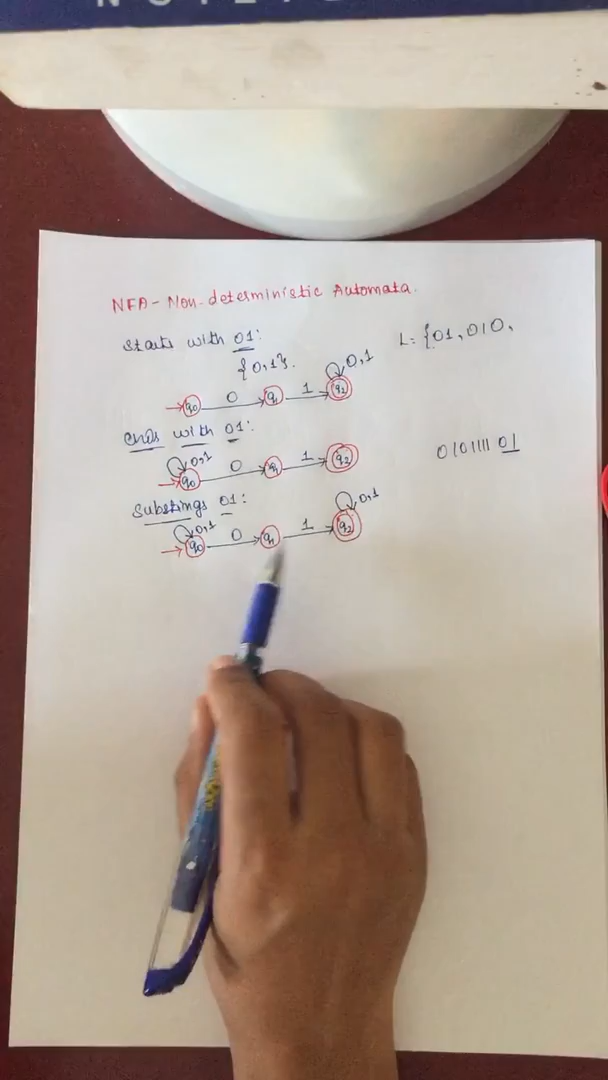 NFA - Non-deterministic Automata.
Starts with 01:
L: {01, 010,
{0,1}.
0,1
q0 0 q1 1 q2
Ends with 01:
0101111 01
0,1
q0 0 q1 1 q2
Substings 01:
0,1 0,1
q0 0 q1 1 q2